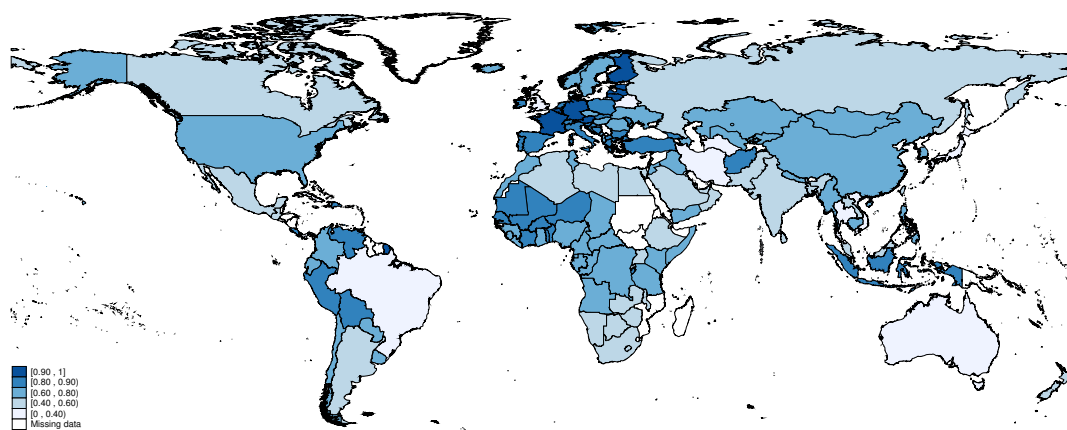 [0.90 , 1]
[0.80 , 0.90)
[0.60 , 0.80)
[0.40 , 0.60)
[0 , 0.40)
Missing data